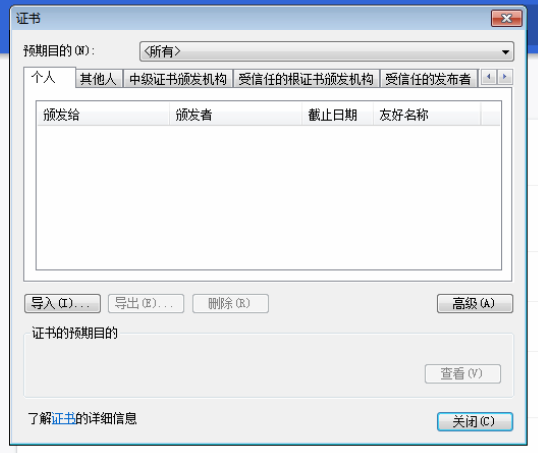 证书
预期目的(N): <所有>
个人 其他人 中级证书颁发机构 受信任的根证书颁发机构 受信任的发布者
颁发给 颁发者 截止日期 友好名称
导入(I)... 导出(E)... 删除(R) 高级(A)
证书的预期目的
查看(V)
了解证书的详细信息
关闭(C)